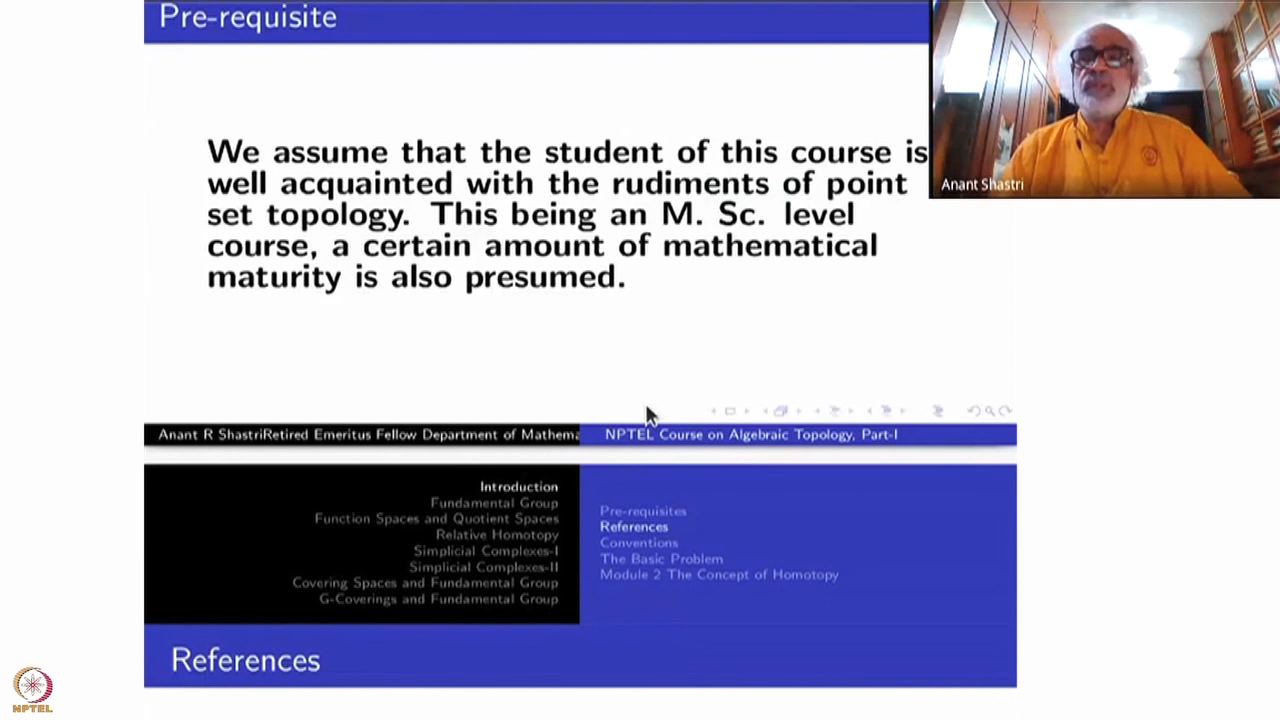 Pre-requisite
Anant Shastri
We assume that the student of this course is
well acquainted with the rudiments of point
set topology. This being an M. Sc. level
course, a certain amount of mathematical
maturity is also presumed.
Anant R ShastriRetired Emeritus Fellow Department of Mathema
NPTEL Course on Algebraic Topology, Part-I
Introduction
Fundamental Group
Function Spaces and Quotient Spaces
Relative Homotopy
Simplicial Complexes-I
Simplicial Complexes-II
Covering Spaces and Fundamental Group
G-Coverings and Fundamental Group
Pre-requisites
References
Conventions
The Basic Problem
Module 2 The Concept of Homotopy
References
NPTEL